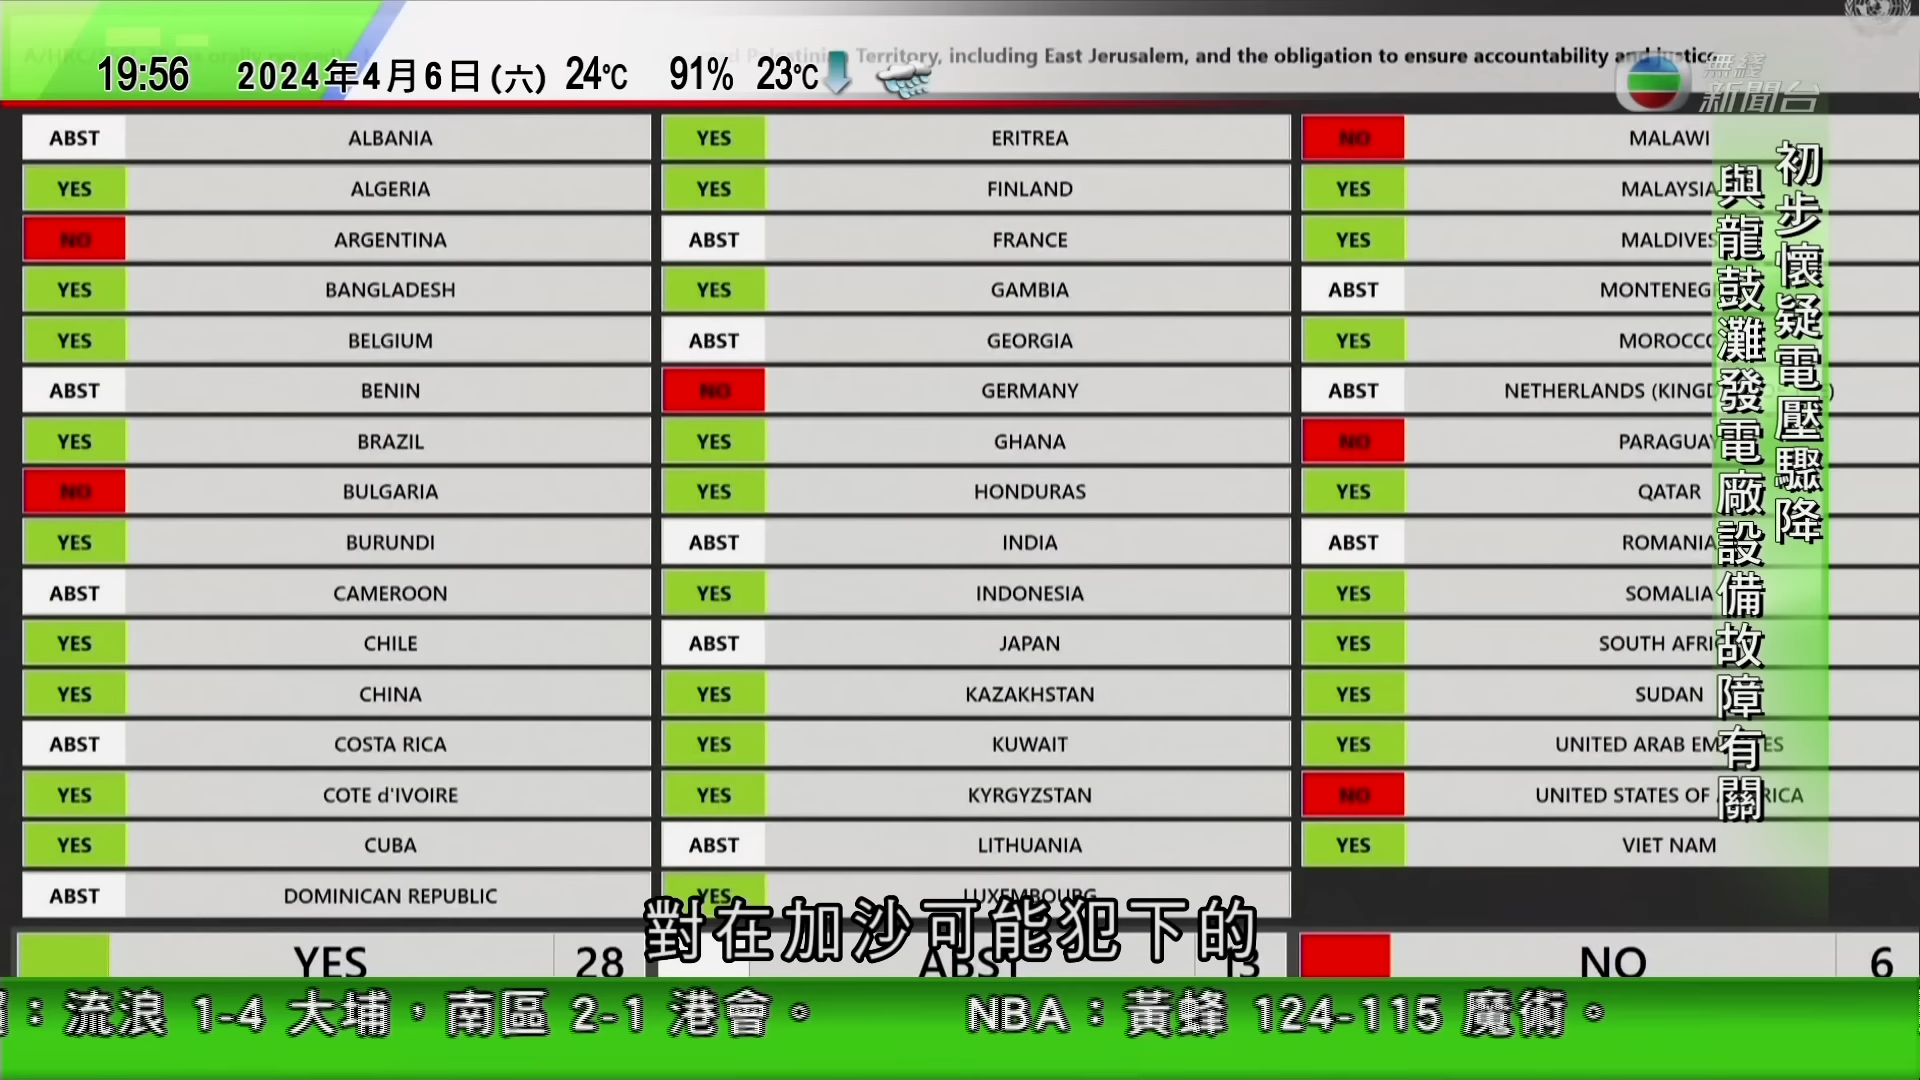 Territory, including East Jerusalem, and the obligation to ensure accountability and justice
19:56 2024年4月6日(六) 24℃ 91% 23℃
無綫
新聞台
ABST ALBANIA
YES ALGERIA
NO ARGENTINA
YES BANGLADESH
YES BELGIUM
ABST BENIN
YES BRAZIL
NO BULGARIA
YES BURUNDI
ABST CAMEROON
YES CHILE
YES CHINA
ABST COSTA RICA
YES COTE d'IVOIRE
YES CUBA
ABST DOMINICAN REPUBLIC
YES ERITREA
YES FINLAND
ABST FRANCE
YES GAMBIA
ABST GEORGIA
NO GERMANY
YES GHANA
YES HONDURAS
ABST INDIA
YES INDONESIA
ABST JAPAN
YES KAZAKHSTAN
YES KUWAIT
YES KYRGYZSTAN
ABST LITHUANIA
YES LUXEMBOURG
NO MALAWI
YES MALAYSIA
YES MALDIVES
ABST MONTENEG
YES MOROCCO
ABST NETHERLANDS (KINGD
NO PARAGUAY
YES QATAR
ABST ROMANIA
YES SOMALIA
YES SOUTH AFRI
YES SUDAN
YES UNITED ARAB EM ES
NO UNITED STATES OF RICA
YES VIET NAM
YES 28 ABST 13 NO 6
初步懷疑電壓驟降
與龍鼓灘發電廠設備故障有關
對在加沙可能犯下的
：流浪 1-4 大埔，南區 2-1 港會。 NBA：黃蜂 124-115 魔術。